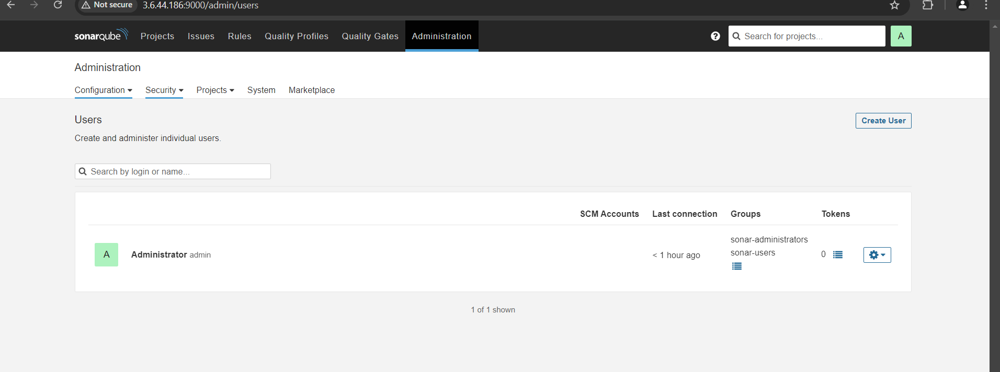 Not secure 3.6.44.186:9000/admin/users
sonarqube Projects Issues Rules Quality Profiles Quality Gates Administration ? Search for projects... A
Administration
Configuration Security Projects System Marketplace
Users Create User
Create and administer individual users.
Search by login or name...
SCM Accounts Last connection Groups Tokens
A Administrator admin < 1 hour ago sonar-administrators 0
sonar-users
1 of 1 shown